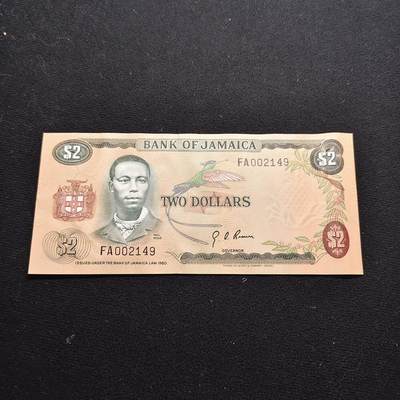 BANK OF JAMAICA
$2
$2
FA002149
TWO DOLLARS
$2
FA002149
GOVERNOR
$2
ISSUED UNDER THE BANK OF JAMAICA LAW 1960.